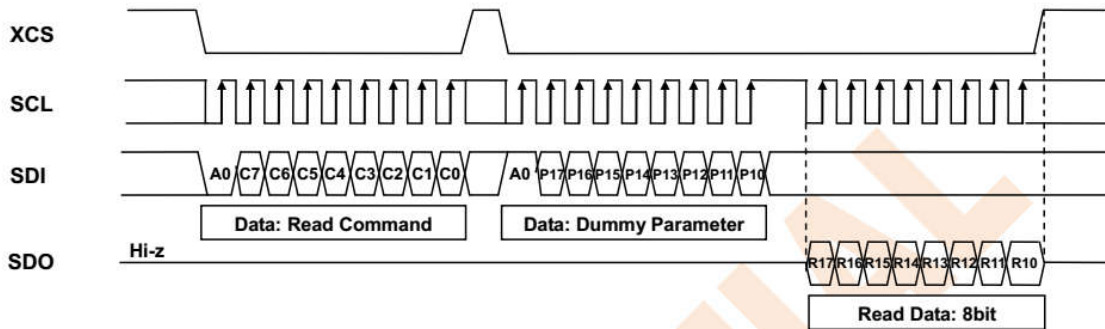 XCS
SCL
SDI A0 C7 C6 C5 C4 C3 C2 C1 C0 A0 P17 P16 P15 P14 P13 P12 P11 P10
Data: Read Command Data: Dummy Parameter
SDO Hi-z R17 R16 R15 R14 R13 R12 R11 R10
Read Data: 8bit